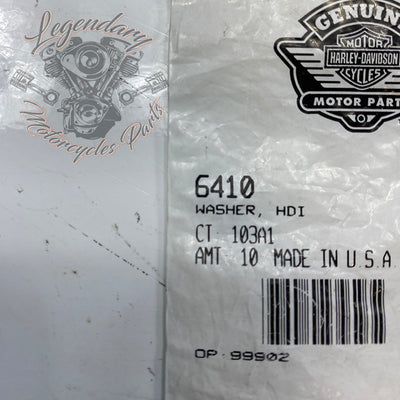 Legendary
Motorcycles Parts
GENUINE
MOTOR
HARLEY-DAVIDSON
CYCLES
MOTOR PARTS
6410
WASHER, HDI
CT 103A1
AMT 10 MADE IN U.S.A
OP 99902